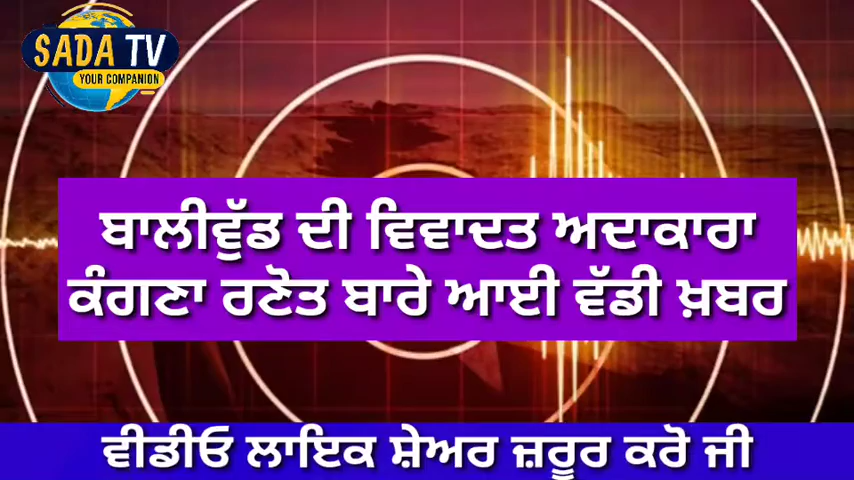 SADA TV
YOUR COMPANION
ਬਾਲੀਵੁੱਡ ਦੀ ਵਿਵਾਦਤ ਅਦਾਕਾਰਾ
ਕੰਗਣਾ ਰਣੋਤ ਬਾਰੇ ਆਈ ਵੱਡੀ ਖ਼ਬਰ
ਵੀਡੀਓ ਲਾਇਕ ਸ਼ੇਅਰ ਜ਼ਰੂਰ ਕਰੋ ਜੀ